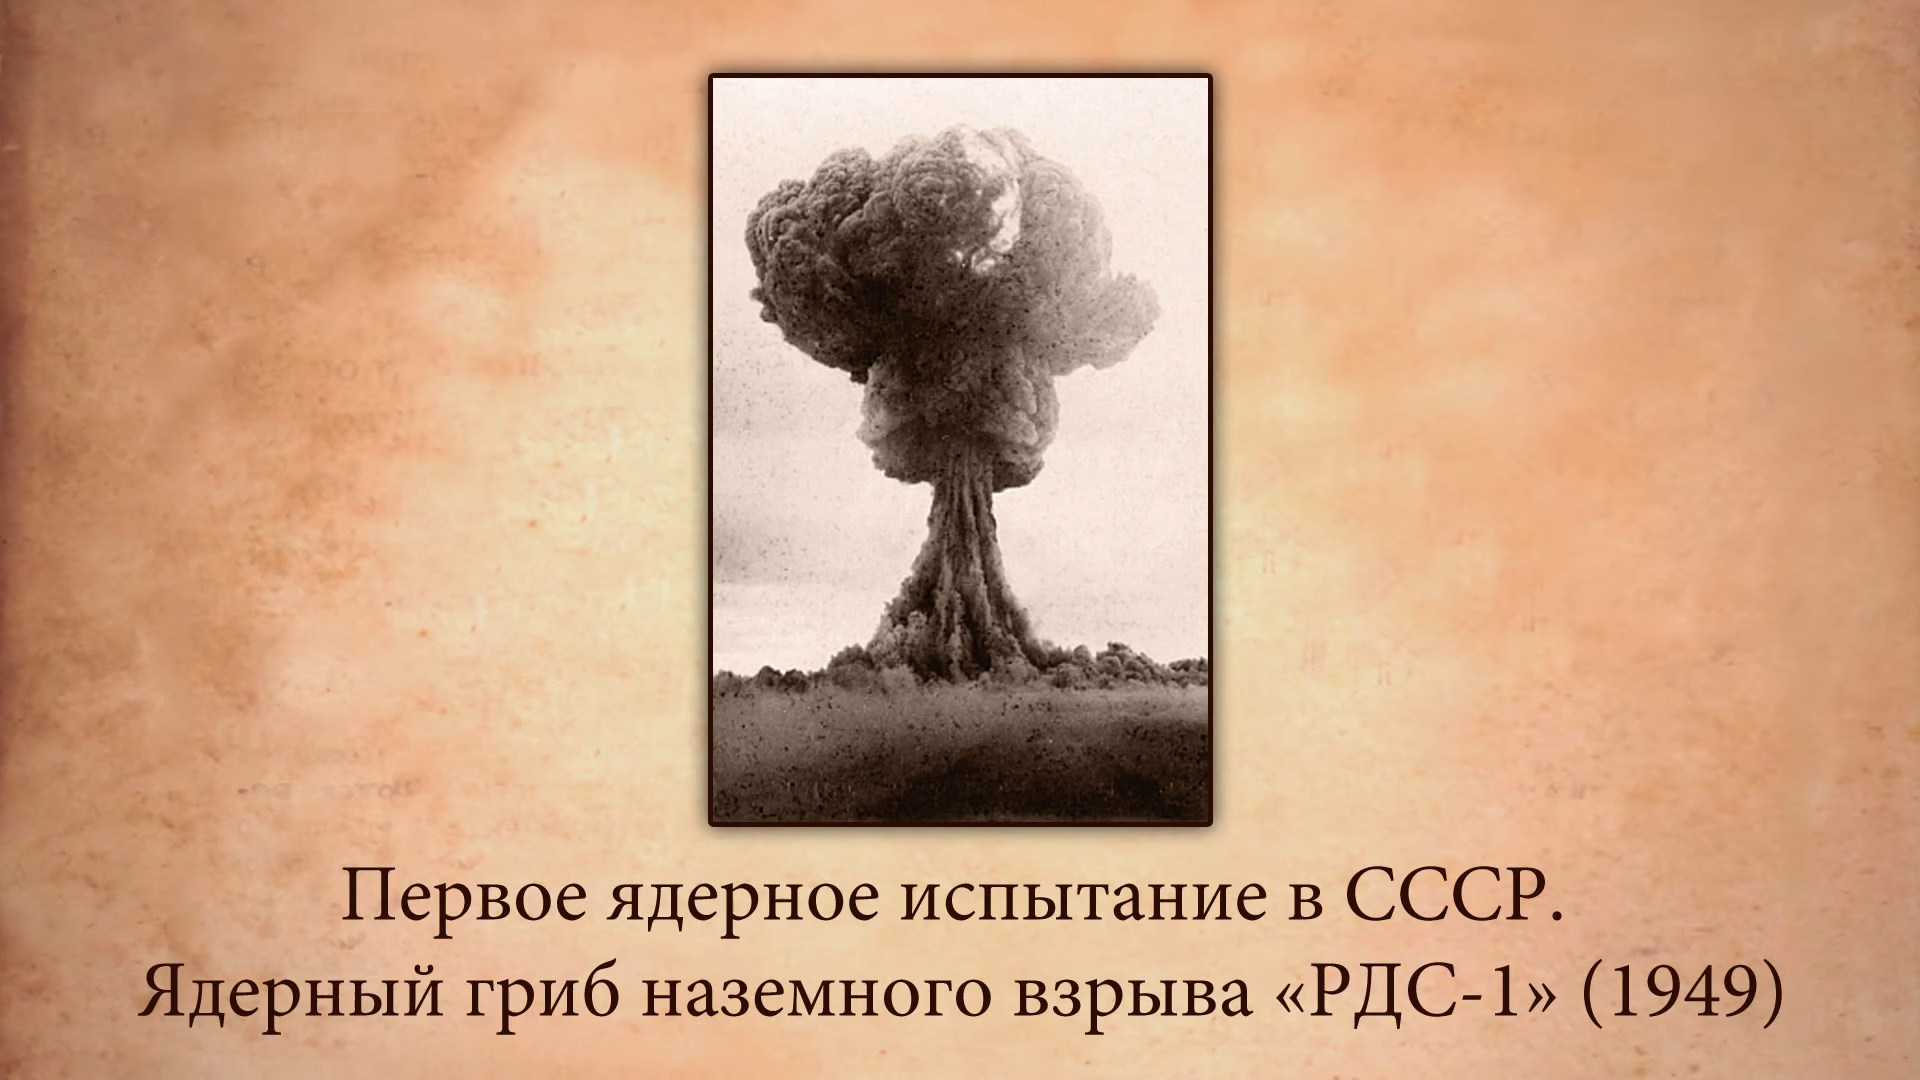 Первое ядерное испытание в СССР.
Ядерный гриб наземного взрыва «РДС-1» (1949)